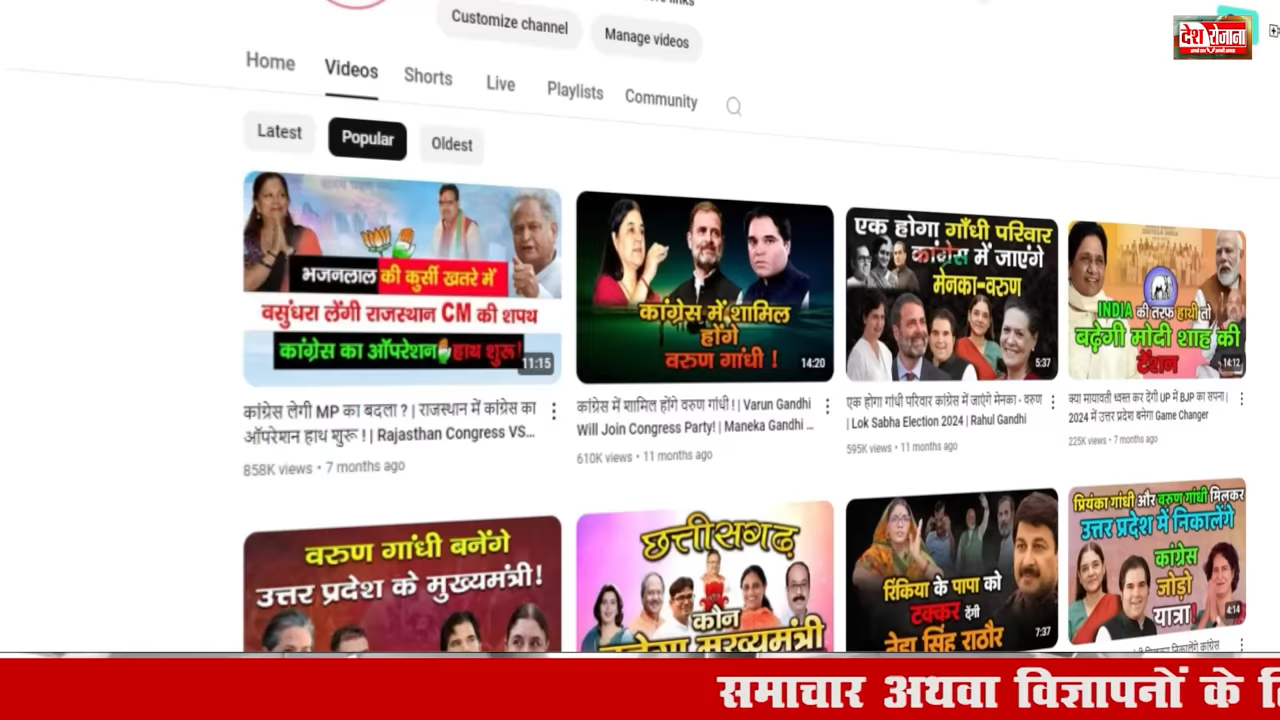 Customize channel
Manage videos
देश रोजाना
Home
Videos
Shorts
Live
Playlists
Community
Latest
Popular
Oldest
भजनलाल की कुर्सी खतरे में
वसुंधरा लेंगी राजस्थान CM की शपथ
कांग्रेस का ऑपरेशन हाथ शुरू!
11:15
कांग्रेस में शामिल
होंगे
वरुण गांधी !
14:20
एक होगा गाँधी परिवार
कांग्रेस में जाएंगे
मेनका-वरुण
5:37
INDIA की तरफ हाथी तो
बढ़ेगी मोदी शाह की
टेंशन
14:12
कांग्रेस लेगी MP का बदला ? | राजस्थान में कांग्रेस का
ऑपरेशन हाथ शुरू ! | Rajasthan Congress VS...
858K views • 7 months ago
कांग्रेस में शामिल होंगे वरुण गांधी ! | Varun Gandhi
Will Join Congress Party! | Maneka Gandhi ...
610K views • 11 months ago
एक होगा गांधी परिवार कांग्रेस में जाएंगे मेनका - वरुण
| Lok Sabha Election 2024 | Rahul Gandhi
595K views • 11 months ago
क्या मायावती ध्वस्त कर देंगी UP में BJP का सपना |
2024 में उत्तर प्रदेश बनेगा Game Changer
225K views • 7 months ago
वरुण गांधी बनेंगे
उत्तर प्रदेश के मुख्यमंत्री!
छत्तीसगढ़
कौन
मुख्यमंत्री
रिंकिया के पापा को
टक्कर देंगी
नेहा सिंह राठौर
7:37
प्रियंका गांधी और वरुण गांधी मिलकर
उत्तर प्रदेश में निकालेंगे
कांग्रेस
जोड़ो
यात्रा!
4:14
समाचार अथवा विज्ञापनों के